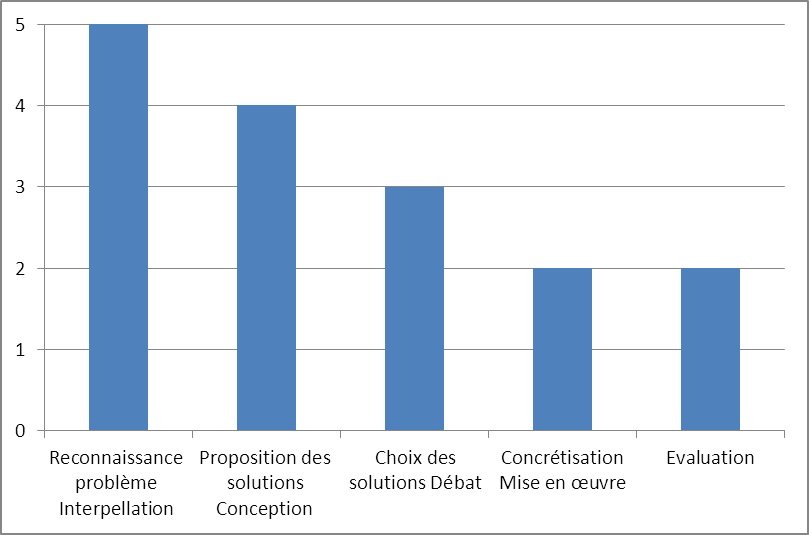 5
4
3
2
1
0
Reconnaissance
problème
Interpellation
Proposition des
solutions
Conception
Choix des
solutions Débat
Concrétisation
Mise en œuvre
Evaluation